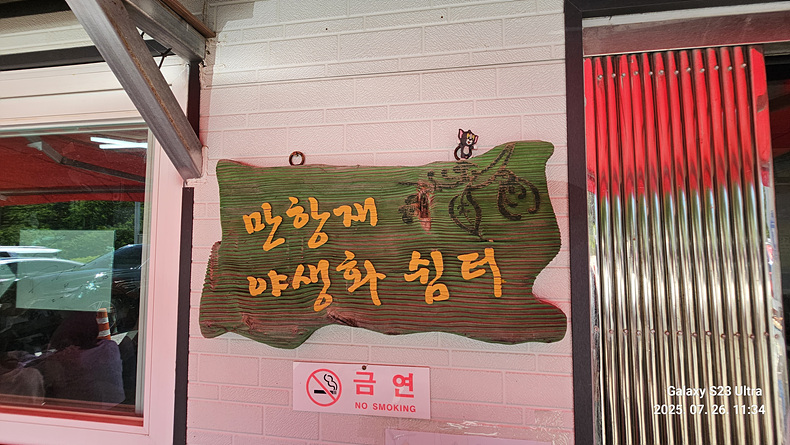 만항재
야생화 쉼터
금연
NO SMOKING
Galaxy S23 Ultra
2025. 07. 26 11:34